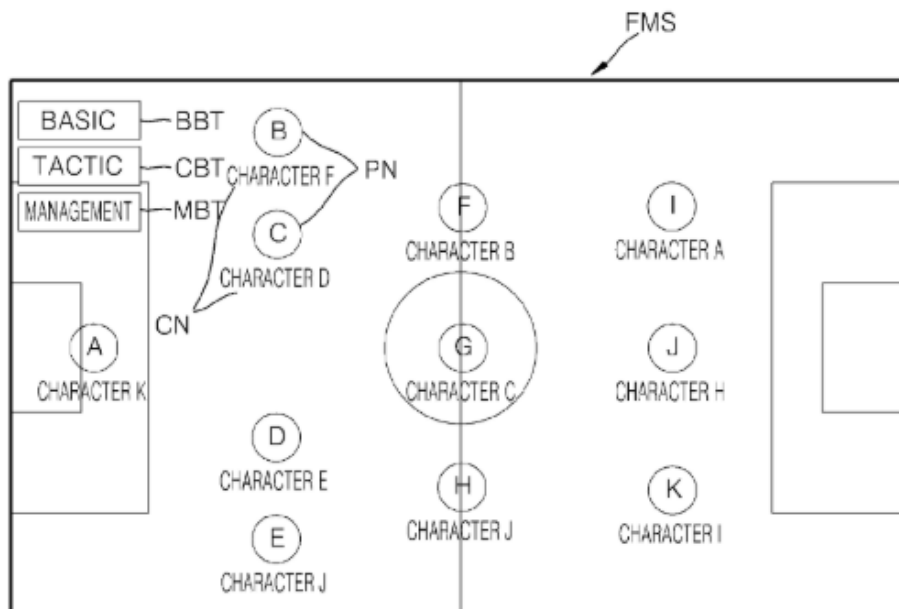 FMS
BASIC
BBT
B
TACTIC
CBT
CHARACTER F
PN
MANAGEMENT
MBT
C
F
I
CHARACTER D
CHARACTER B
CHARACTER A
CN
A
G
J
CHARACTER K
CHARACTER C
CHARACTER H
D
CHARACTER E
H
K
CHARACTER J
CHARACTER I
E
CHARACTER J